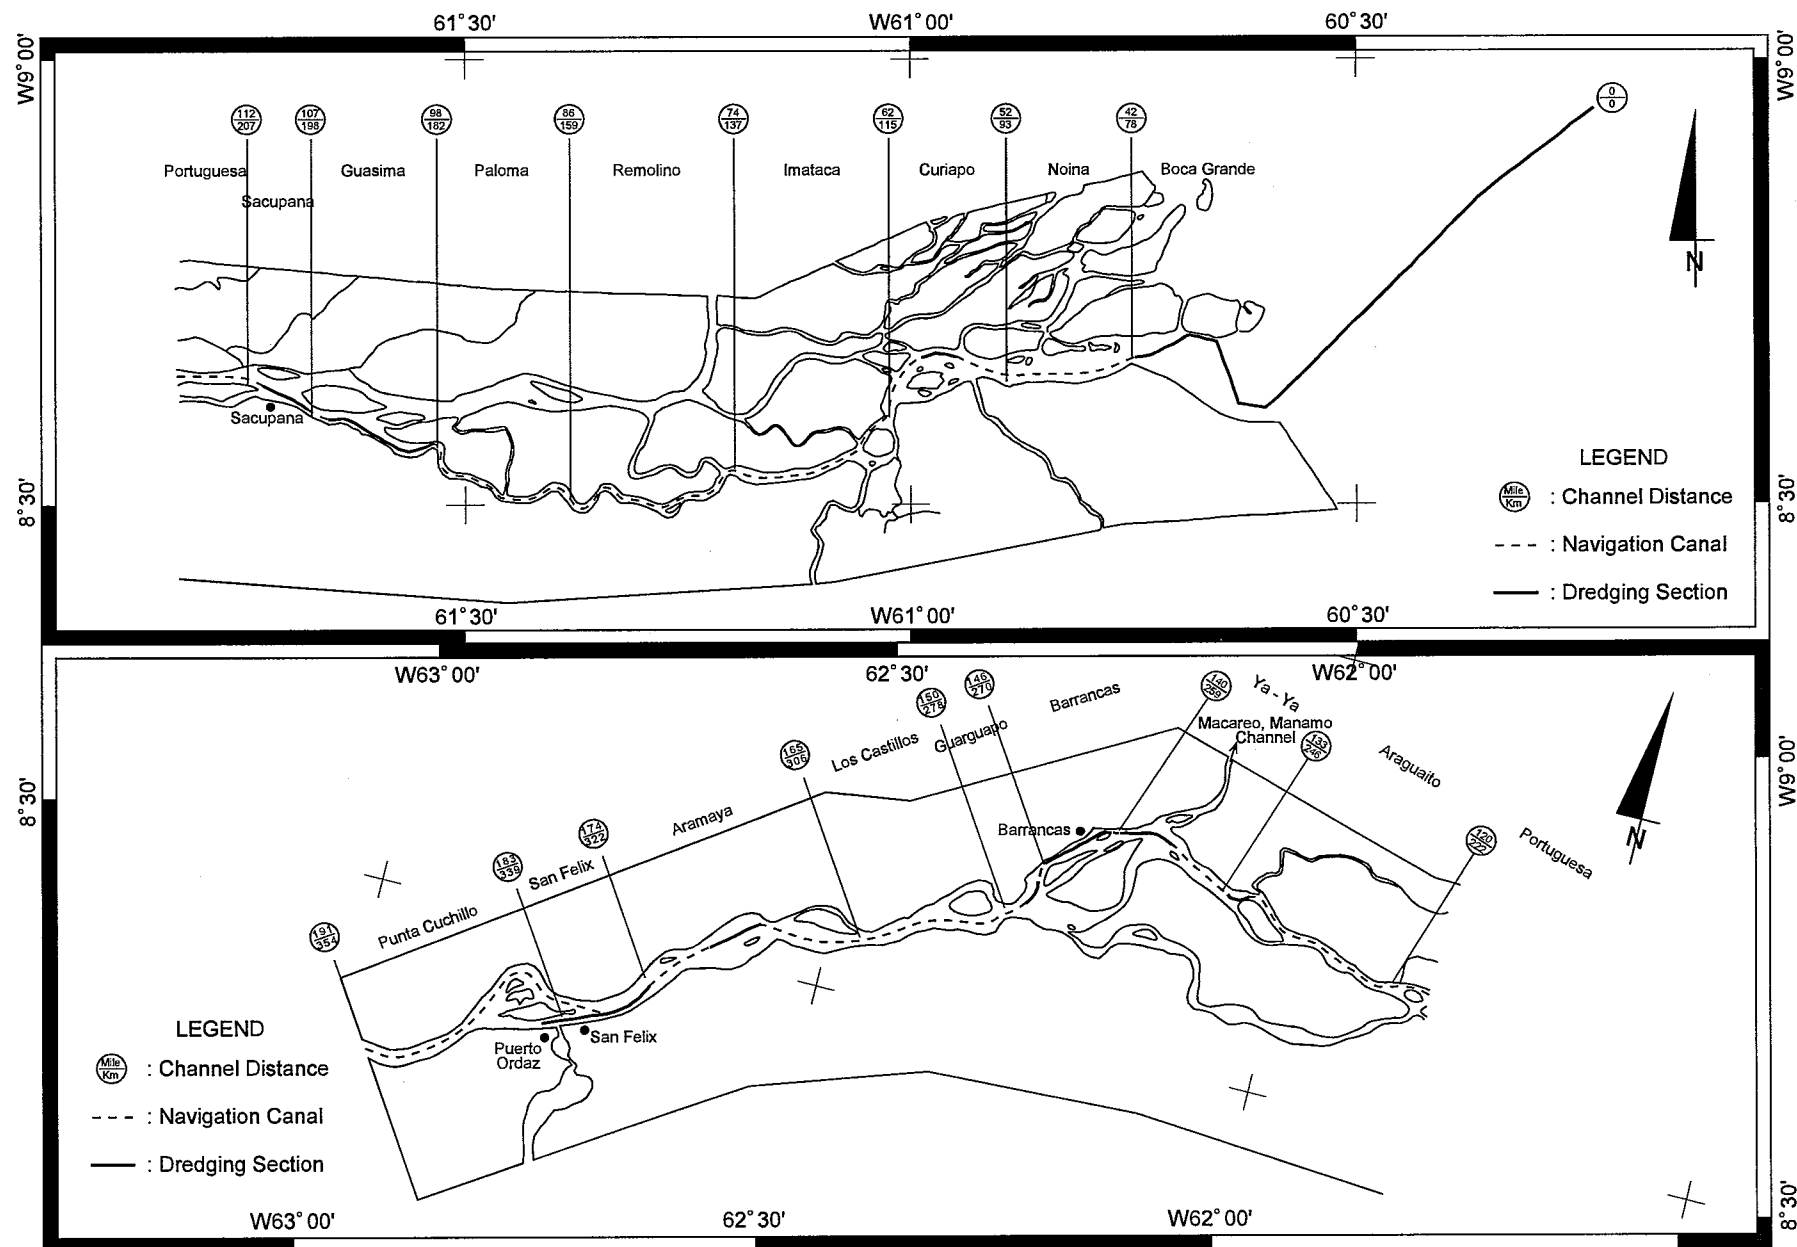 61°30'
W61°00'
60°30'
W9°00'
W9°00'
112
207
107
198
98
182
86
159
74
137
62
115
52
93
42
78
0
0
Portuguesa
Sacupana
Guasima
Paloma
Remolino
Imataca
Curiapo
Noina
Boca Grande
N
Sacupana
8°30'
8°30'
LEGEND
Mile
Km
: Channel Distance
: Navigation Canal
: Dredging Section
61°30'
W61°00'
60°30'
W63°00'
62°30'
W62°00'
8°30'
W9°00'
191
354
183
339
174
322
165
306
150
278
146
270
140
259
133
246
120
222
Punta Cuchillo
San Felix
Aramaya
Los Castillos
Guarguapo
Barrancas
Ya - Ya
Araguaito
Portuguesa
Macareo, Manamo
Channel
N
Barrancas
San Felix
Puerto
Ordaz
LEGEND
Mile
Km
: Channel Distance
: Navigation Canal
: Dredging Section
8°30'
W63°00'
62°30'
W62°00'